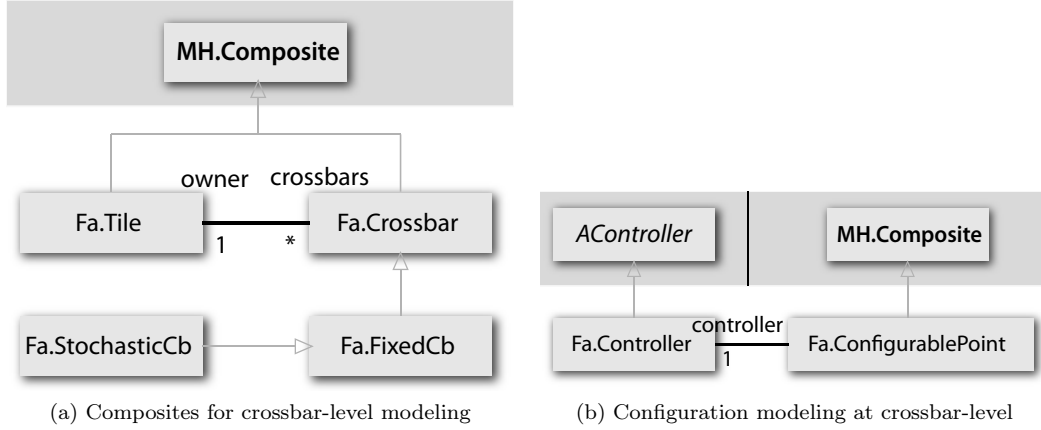 MH.Composite
owner crossbars
Fa.Tile
Fa.Crossbar
1 *
Fa.StochasticCb
Fa.FixedCb
(a) Composites for crossbar-level modeling
AController
MH.Composite
controller
Fa.Controller
Fa.ConfigurablePoint
1
(b) Configuration modeling at crossbar-level